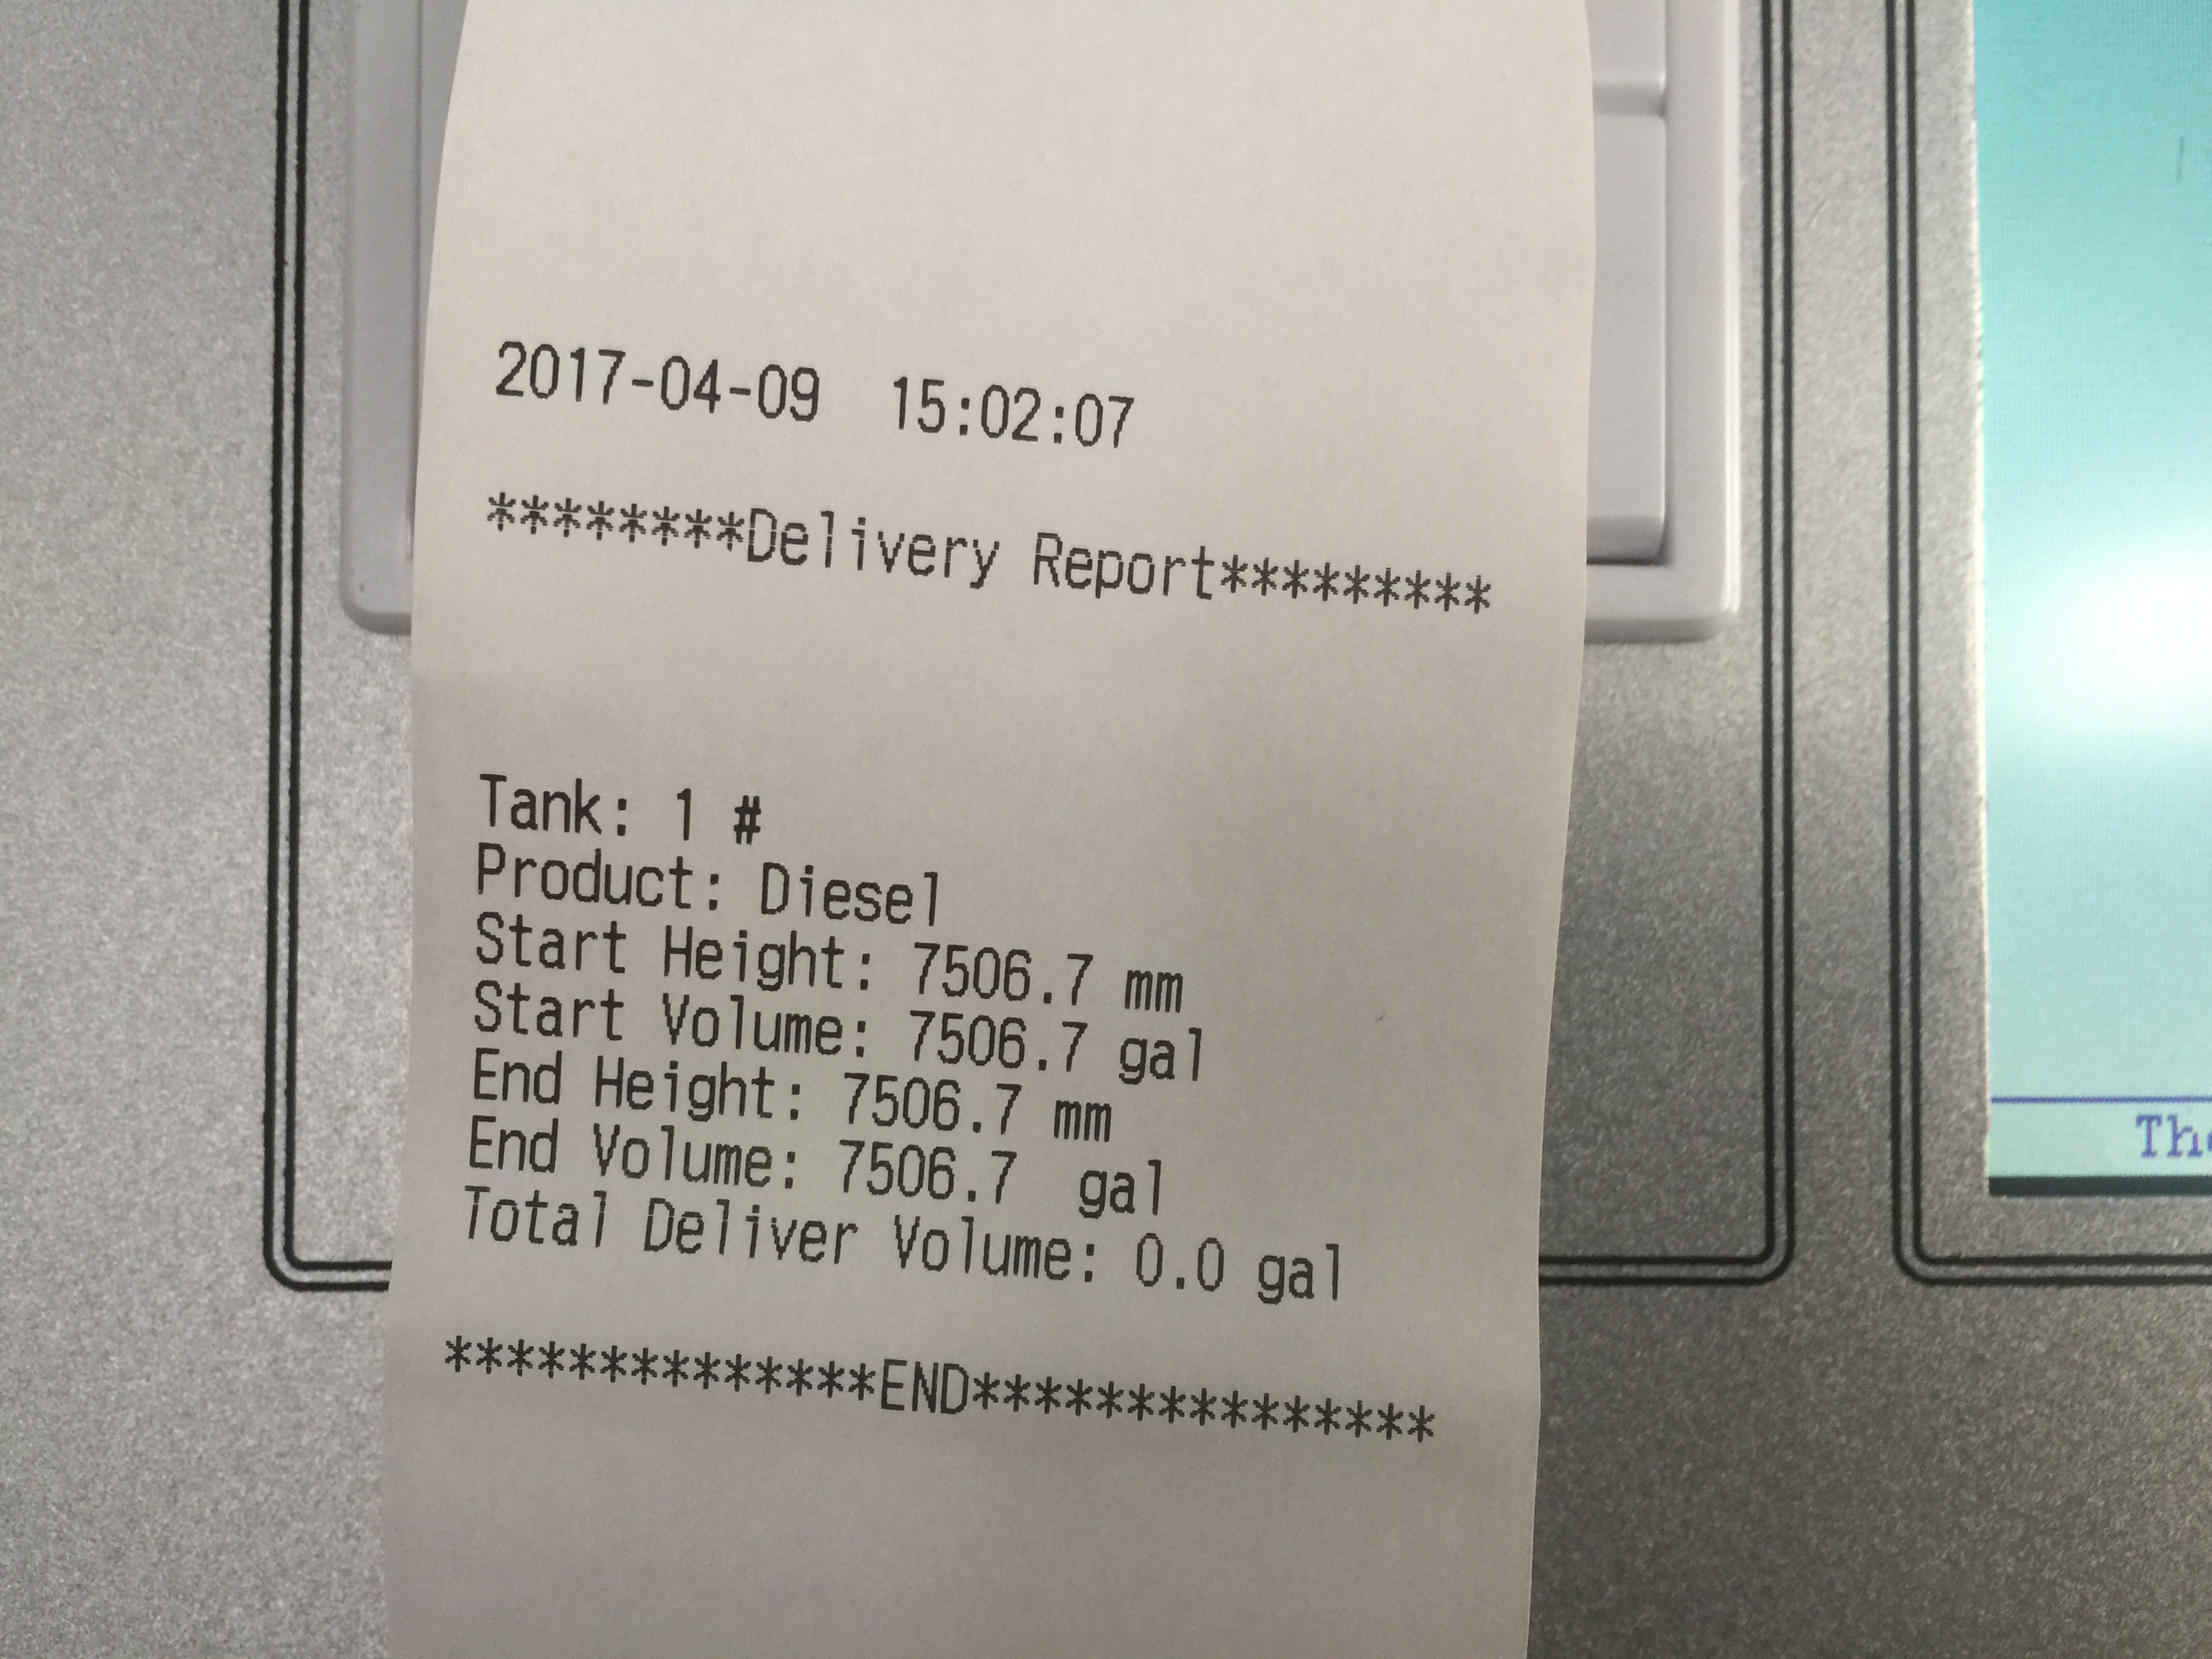 2017-04-09  15:02:07
********Delivery Report*********
Tank: 1 #
Product: Diesel
Start Height: 7506.7 mm
Start Volume: 7506.7 gal
End Height: 7506.7 mm
End Volume: 7506.7  gal
Total Deliver Volume: 0.0 gal
**************END***************